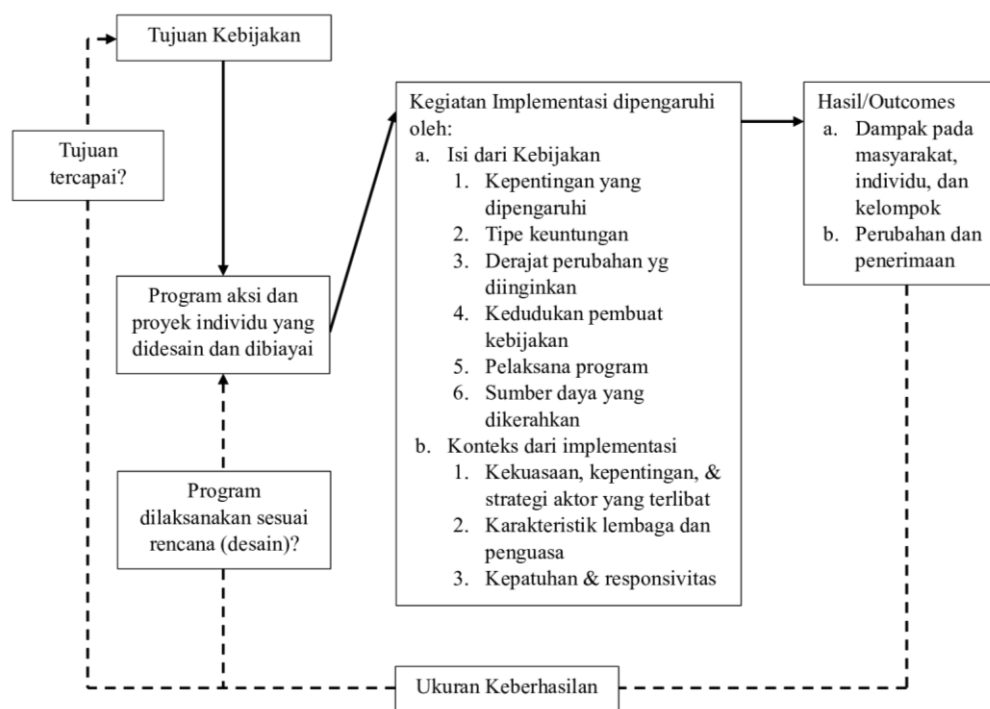 Tujuan Kebijakan
Tujuan
tercapai?
Program aksi dan
proyek individu yang
didesain dan dibiayai
Program
dilaksanakan sesuai
rencana (desain)?
Kegiatan Implementasi dipengaruhi
oleh:
a. Isi dari Kebijakan
1. Kepentingan yang
dipengaruhi
2. Tipe keuntungan
3. Derajat perubahan yg
diinginkan
4. Kedudukan pembuat
kebijakan
5. Pelaksana program
6. Sumber daya yang
dikerahkan
b. Konteks dari implementasi
1. Kekuasaan, kepentingan, &
strategi aktor yang terlibat
2. Karakteristik lembaga dan
penguasa
3. Kepatuhan & responsivitas
Hasil/Outcomes
a. Dampak pada
masyarakat,
individu, dan
kelompok
b. Perubahan dan
penerimaan
Ukuran Keberhasilan